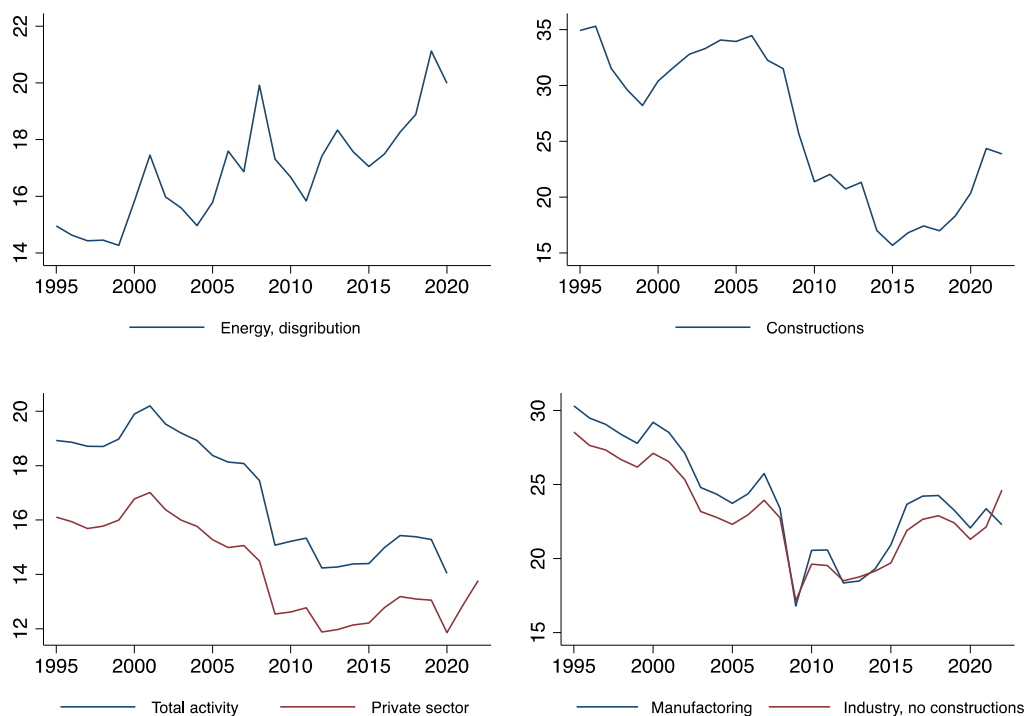 22
20
18
16
14
1995 2000 2005 2010 2015 2020
Energy, disgribution
35
30
25
20
15
1995 2000 2005 2010 2015 2020
Constructions
20
18
16
14
12
1995 2000 2005 2010 2015 2020
Total activity Private sector
30
25
20
15
1995 2000 2005 2010 2015 2020
Manufactoring Industry, no constructions